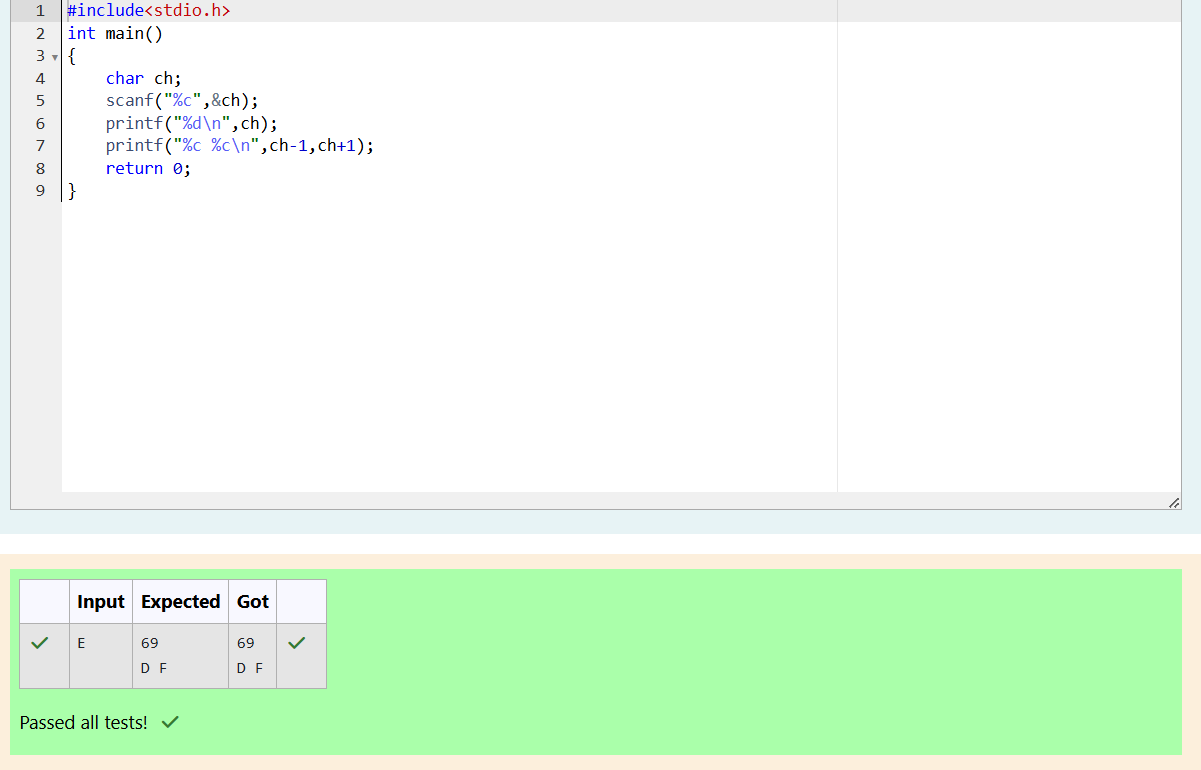 1 #include<stdio.h>
2 int main()
3 {
4     char ch;
5     scanf("%c",&ch);
6     printf("%d\n",ch);
7     printf("%c %c\n",ch-1,ch+1);
8     return 0;
9 }
Input Expected Got
E 69 69
D F D F
Passed all tests!